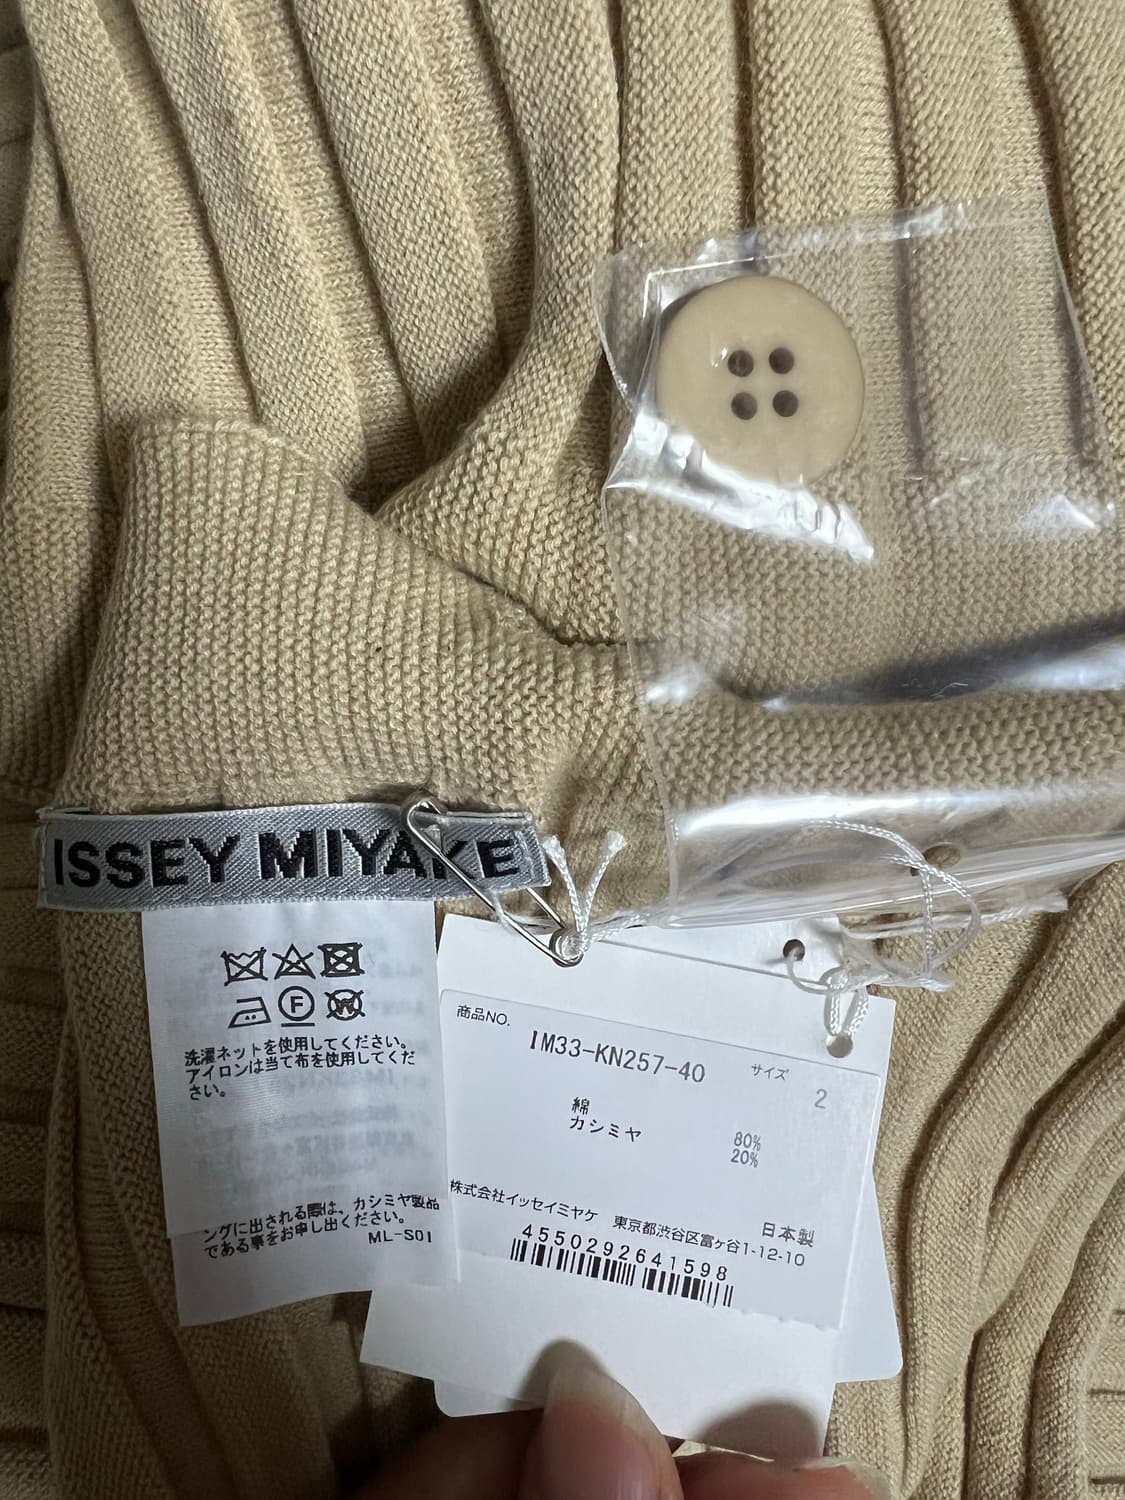 ISSEY MIYAKE
F
W
洗濯ネットを使用してください。
アイロンは当て布を使用してくだ
さい。
ングに出される際は、カシミヤ製品
である事をお申し出ください。
ML-S01
商品NO.
IM33-KN257-40
サイズ
2
綿 80%
カシミヤ 20%
株式会社イッセイミヤケ 東京都渋谷区富ヶ谷1-12-10
日本製
4550292641598